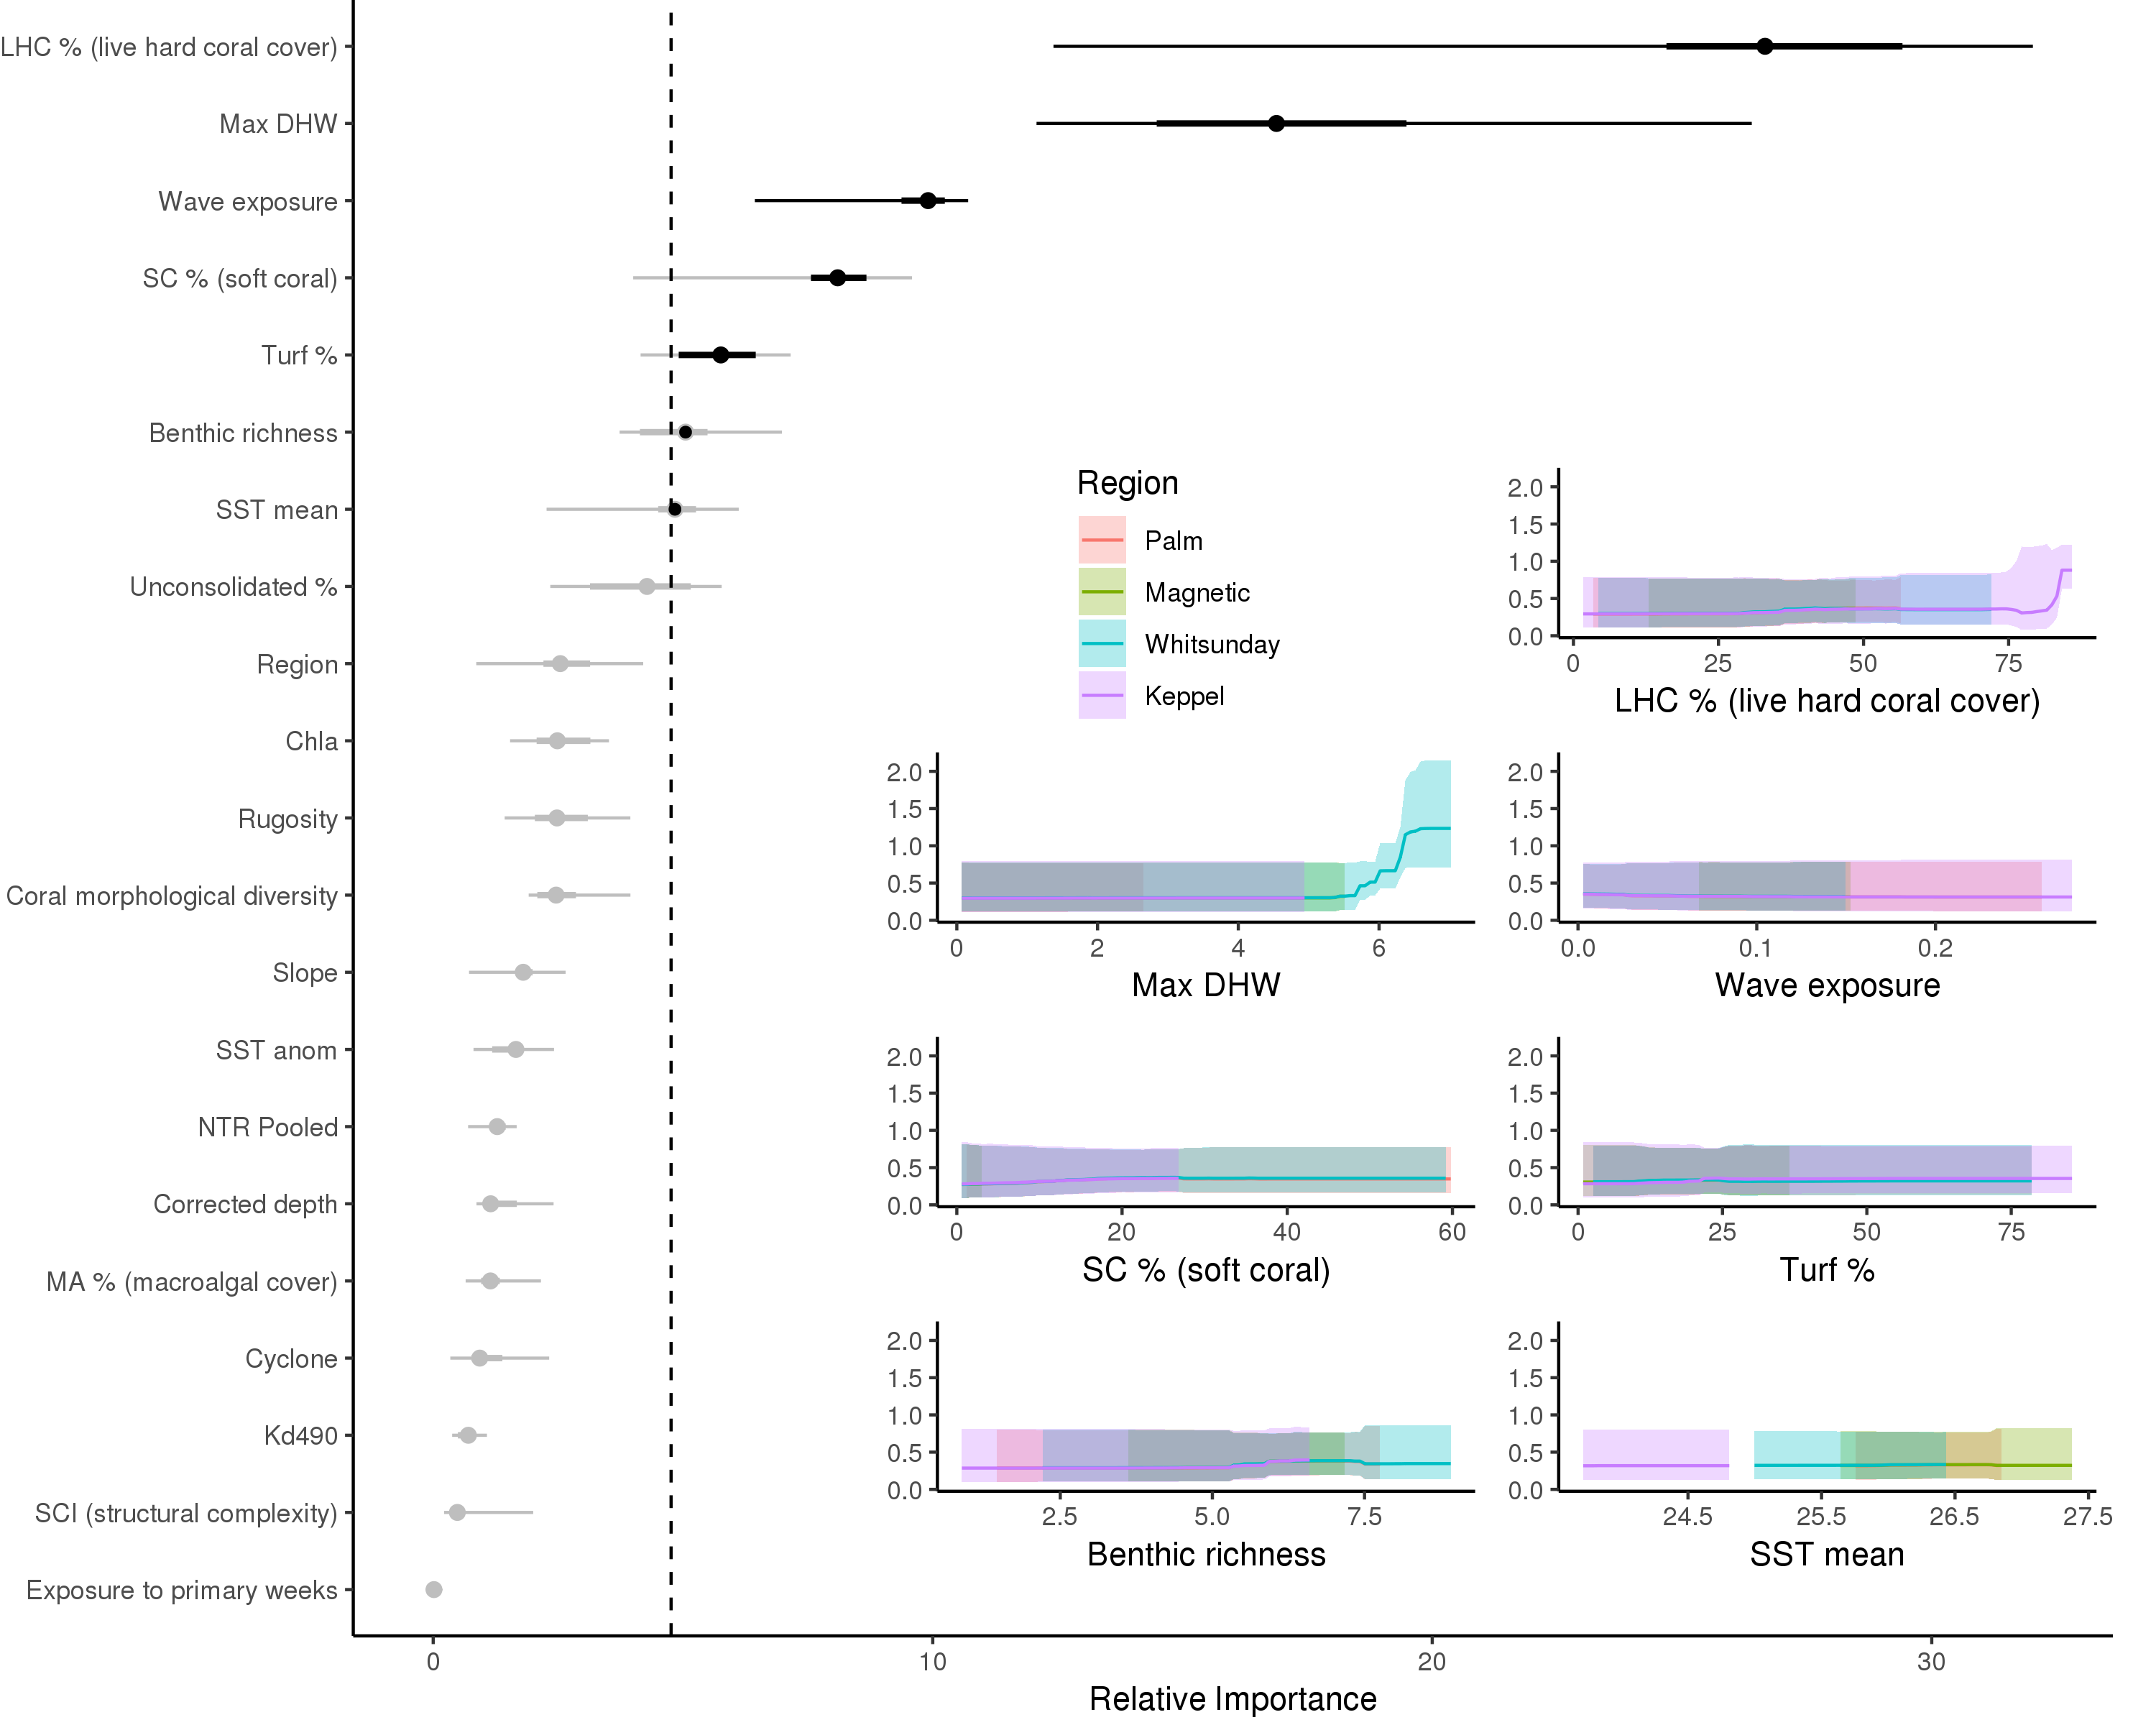 LHC % (live hard coral cover)
Max DHW
Wave exposure
SC % (soft coral)
Turf %
Benthic richness
SST mean
Unconsolidated %
Region
Chla
Rugosity
Coral morphological diversity
Slope
SST anom
NTR Pooled
Corrected depth
MA % (macroalgal cover)
Cyclone
Kd490
SCI (structural complexity)
Exposure to primary weeks
0 10 20 30
Relative Importance
Region
Palm
Magnetic
Whitsunday
Keppel
2.0
1.5
1.0
0.5
0.0
0 25 50 75
LHC % (live hard coral cover)
2.0
1.5
1.0
0.5
0.0
0 2 4 6
Max DHW
2.0
1.5
1.0
0.5
0.0
0.0 0.1 0.2
Wave exposure
2.0
1.5
1.0
0.5
0.0
0 20 40 60
SC % (soft coral)
2.0
1.5
1.0
0.5
0.0
0 25 50 75
Turf %
2.0
1.5
1.0
0.5
0.0
2.5 5.0 7.5
Benthic richness
2.0
1.5
1.0
0.5
0.0
24.5 25.5 26.5 27.5
SST mean